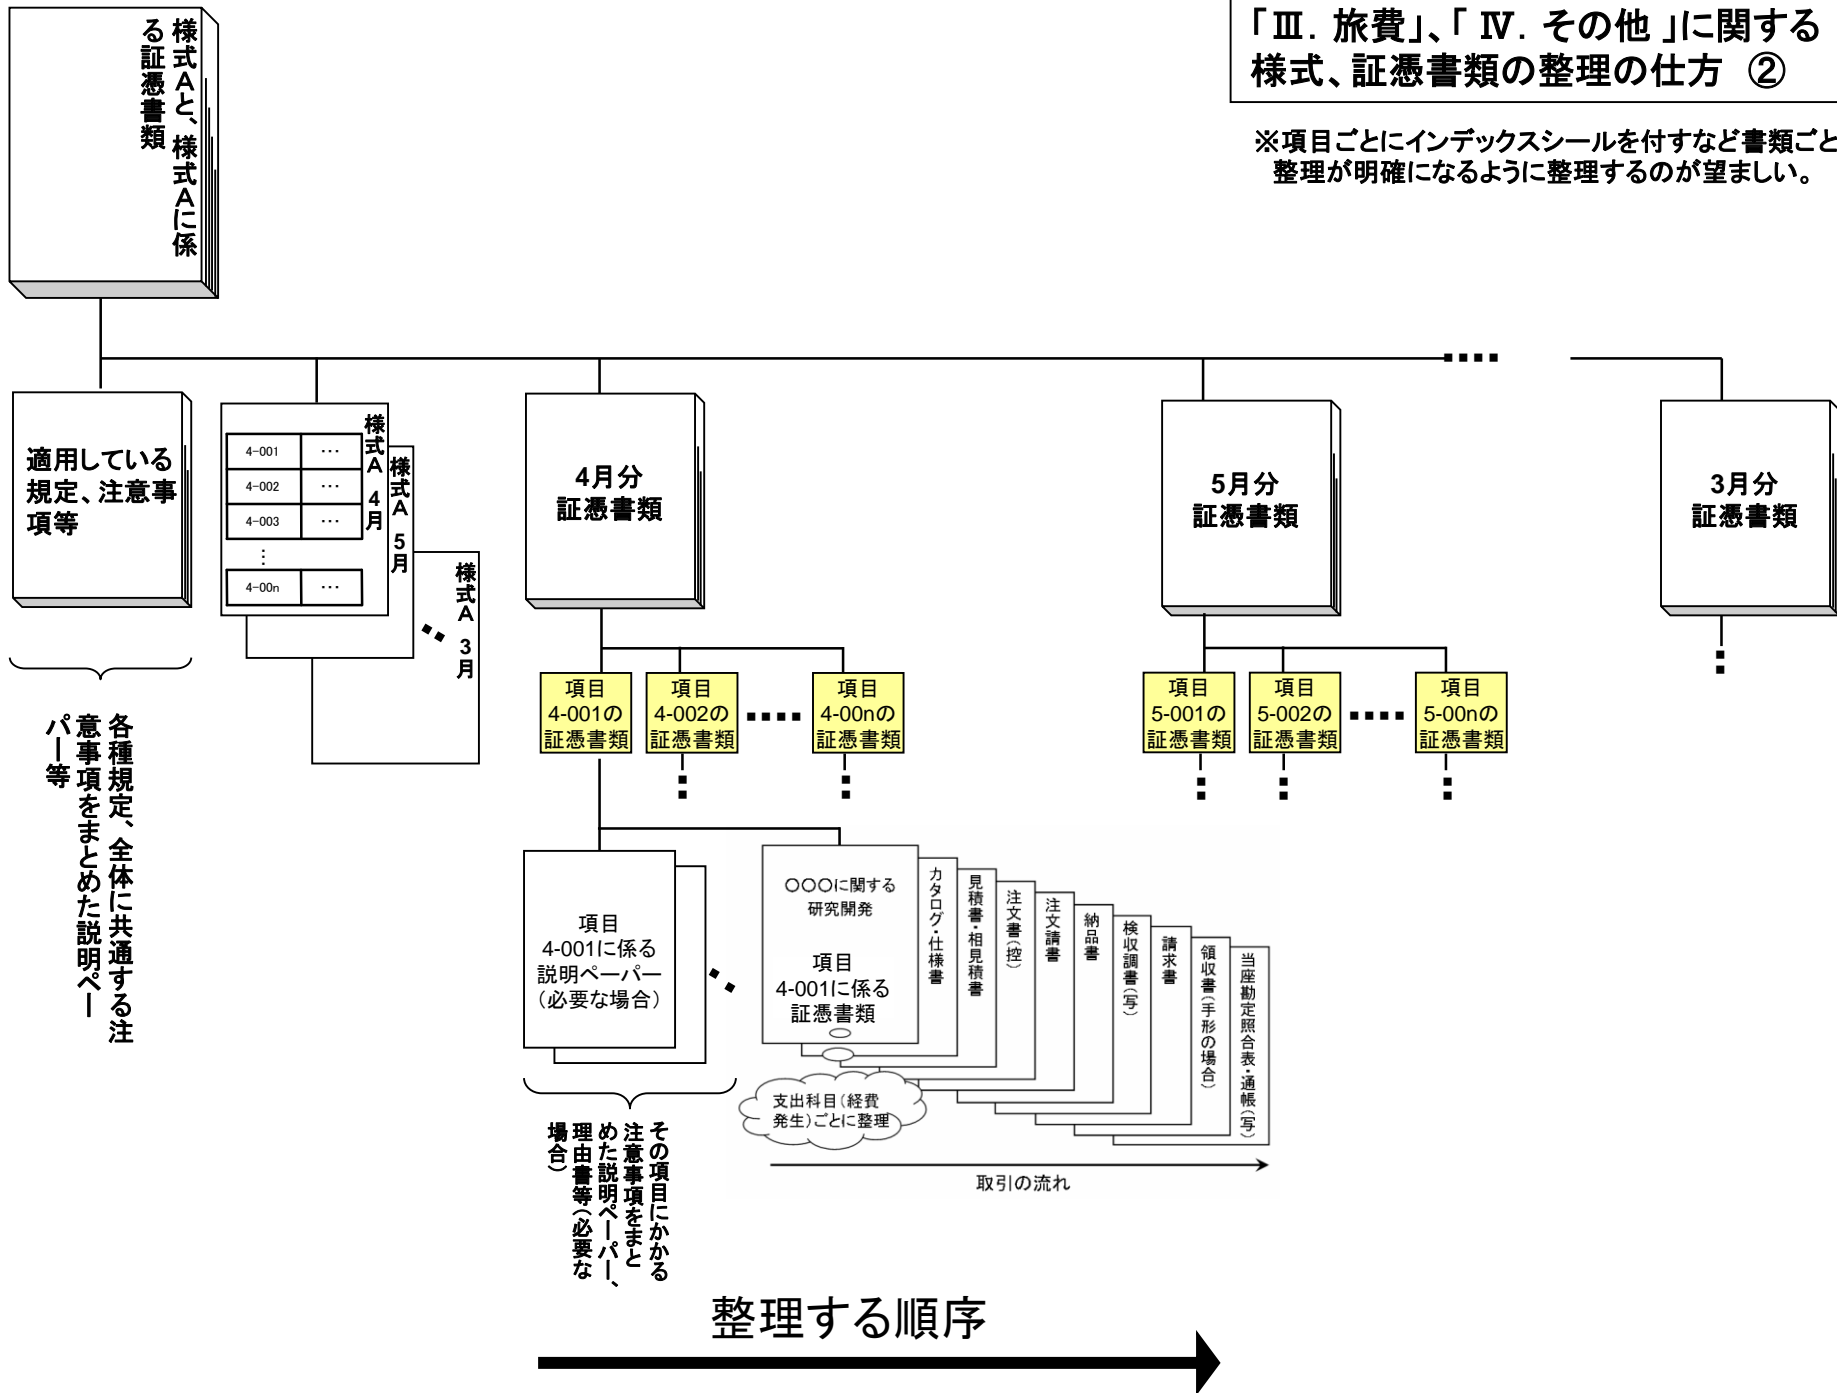 「Ⅲ. 旅費」、「 Ⅳ. その他 」に関する
様式、証憑書類の整理の仕方 ②
※項目ごとにインデックスシールを付すなど書類ごと
整理が明確になるように整理するのが望ましい。
様式Aと、様式Aに係
る証憑書類
適用している
規定、注意事
項等
様式A 4月
4-001 …
4-002 …
4-003 …
⋮
4-00n …
様式A 5月
様式A 3月
4月分
証憑書類
5月分
証憑書類
3月分
証憑書類
各種規定、全体に共通する注
意事項をまとめた説明ペー
パー等
項目
4-001の
証憑書類
項目
4-002の
証憑書類
項目
4-00nの
証憑書類
項目
5-001の
証憑書類
項目
5-002の
証憑書類
項目
5-00nの
証憑書類
項目
4-001に係る
説明ペーパー
（必要な場合）
〇〇〇に関する
研究開発
項目
4-001に係る
証憑書類
カタログ・仕様書
見積書・相見積書
注文書（控）
注文請書
納品書
検収調書（写）
請求書
領収書（手形の場合）
当座勘定照合表・通帳（写）
支出科目（経費
発生）ごとに整理
取引の流れ
その項目にかかる
注意事項をまと
めた説明ペーパー、
理由書等（必要な
場合）
整理する順序